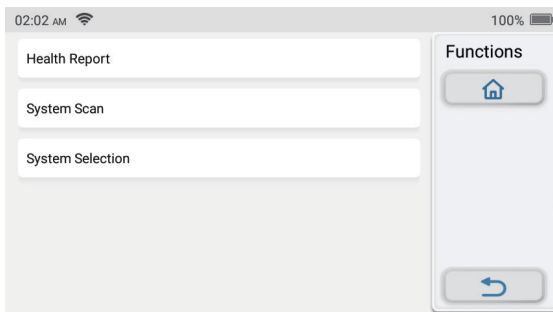 02:02 AM
100%
Functions
Health Report
System Scan
System Selection